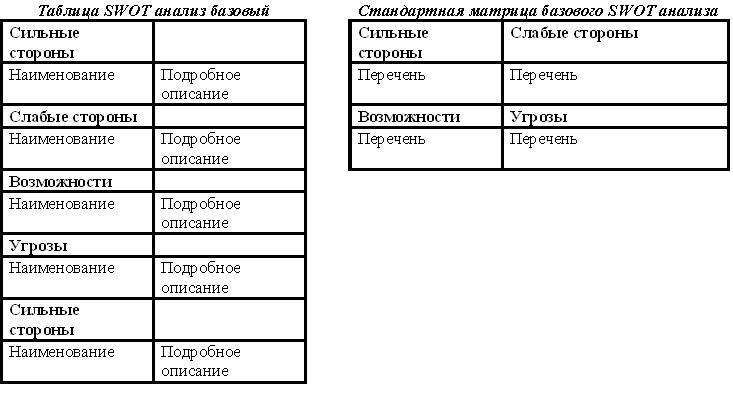 Таблица SWOT анализ базовый
Сильные
стороны
Наименование
Подробное
описание
Слабые стороны
Наименование
Подробное
описание
Возможности
Наименование
Подробное
описание
Угрозы
Наименование
Подробное
описание
Сильные
стороны
Наименование
Подробное
описание
Стандартная матрица базового SWOT анализа
Сильные
стороны
Слабые стороны
Перечень
Перечень
Возможности
Угрозы
Перечень
Перечень